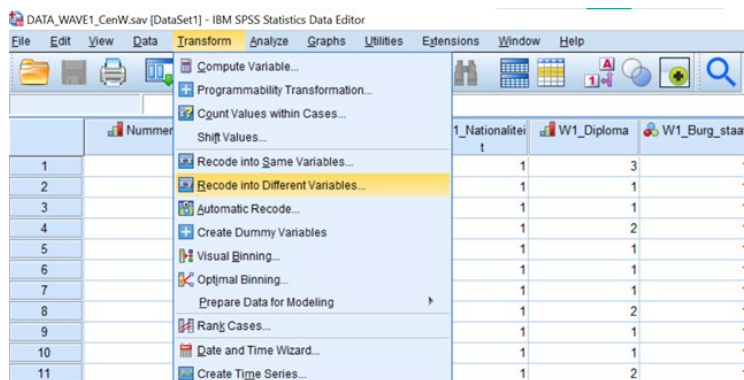 DATA_WAVE1_CenW.sav [DataSet1] - IBM SPSS Statistics Data Editor
File Edit View Data Transform Analyze Graphs Utilities Extensions Window Help
Compute Variable...
Programmability Transformation...
Count Values within Cases...
Shift Values...
Recode into Same Variables...
Recode into Different Variables...
Automatic Recode...
Create Dummy Variables
Visual Binning...
Optimal Binning...
Prepare Data for Modeling
Rank Cases...
Date and Time Wizard...
Create Time Series...
Nummer 1_Nationalitei
t W1_Diploma W1_Burg_staa
1 1 3
2 1 1
3 1 1
4 1 2
5 1 1
6 1 1
7 1 1
8 1 2
9 1 1
10 1 1
11 1 2